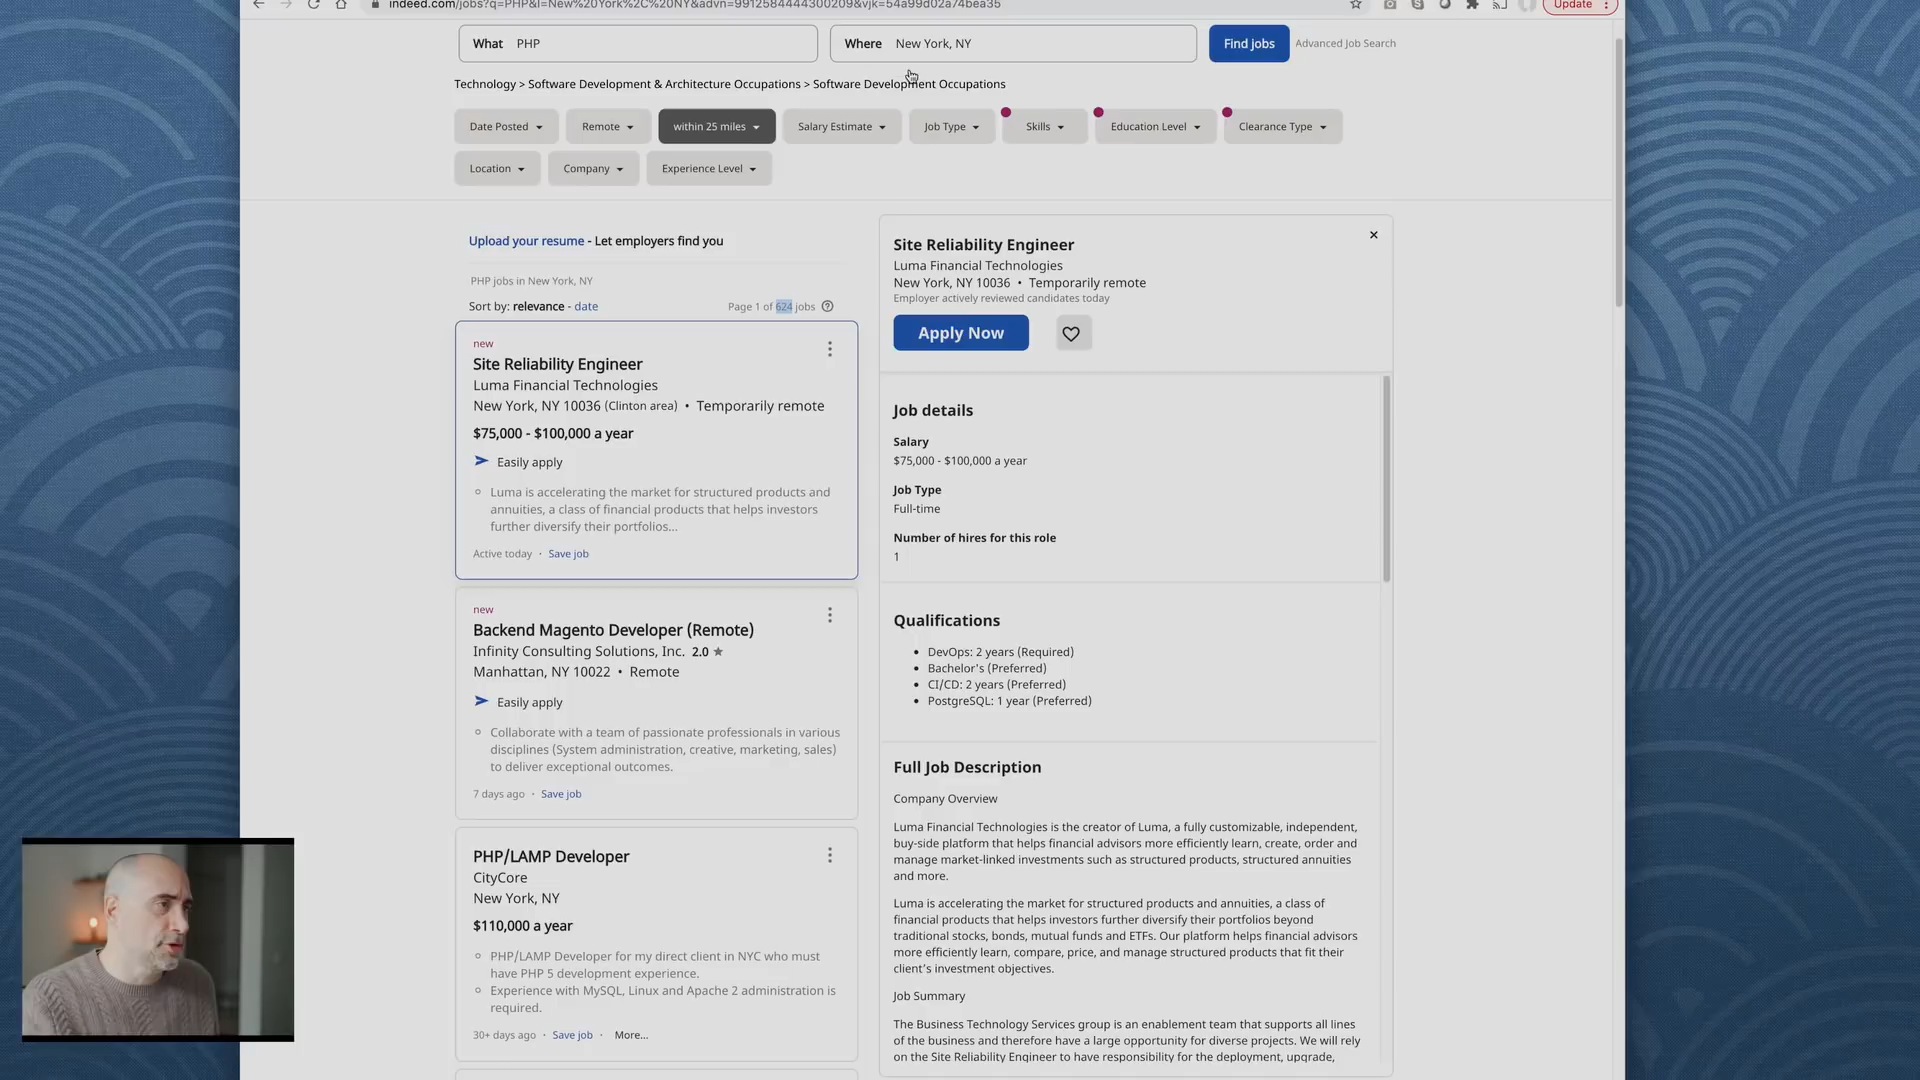 indeed.com/jobs?q=PHP&l=New%20York%2C%20NY&advn=9912584444300209&vjk=54a99d02a74bea35
Update
What PHP
Where New York, NY
Find jobs
Advanced Job Search
Technology > Software Development & Architecture Occupations > Software Development Occupations
Date Posted
Remote
within 25 miles
Salary Estimate
Job Type
Skills
Education Level
Clearance Type
Location
Company
Experience Level
Upload your resume - Let employers find you
PHP jobs in New York, NY
Sort by: relevance - date
Page 1 of 624 jobs
new
Site Reliability Engineer
Luma Financial Technologies
New York, NY 10036 (Clinton area) • Temporarily remote
$75,000 - $100,000 a year
Easily apply
Luma is accelerating the market for structured products and
annuities, a class of financial products that helps investors
further diversify their portfolios...
Active today · Save job
new
Backend Magento Developer (Remote)
Infinity Consulting Solutions, Inc. 2.0
Manhattan, NY 10022 • Remote
Easily apply
Collaborate with a team of passionate professionals in various
disciplines (System administration, creative, marketing, sales)
to deliver exceptional outcomes.
7 days ago · Save job
PHP/LAMP Developer
CityCore
New York, NY
$110,000 a year
PHP/LAMP Developer for my direct client in NYC who must
have PHP 5 development experience.
Experience with MySQL, Linux and Apache 2 administration is
required.
30+ days ago · Save job · More...
Site Reliability Engineer
Luma Financial Technologies
New York, NY 10036 • Temporarily remote
Employer actively reviewed candidates today
Apply Now
Job details
Salary
$75,000 - $100,000 a year
Job Type
Full-time
Number of hires for this role
1
Qualifications
• DevOps: 2 years (Required)
• Bachelor's (Preferred)
• CI/CD: 2 years (Preferred)
• PostgreSQL: 1 year (Preferred)
Full Job Description
Company Overview
Luma Financial Technologies is the creator of Luma, a fully customizable, independent,
buy-side platform that helps financial advisors more efficiently learn, create, order and
manage market-linked investments such as structured products, structured annuities
and more.
Luma is accelerating the market for structured products and annuities, a class of
financial products that helps investors further diversify their portfolios beyond
traditional stocks, bonds, mutual funds and ETFs. Our platform helps financial advisors
more efficiently learn, compare, price, and manage structured products that fit their
client's investment objectives.
Job Summary
The Business Technology Services group is an enablement team that supports all lines
of the business and therefore have a large opportunity for diverse projects. We will rely
on the Site Reliability Engineer to have responsibility for the deployment, upgrade,